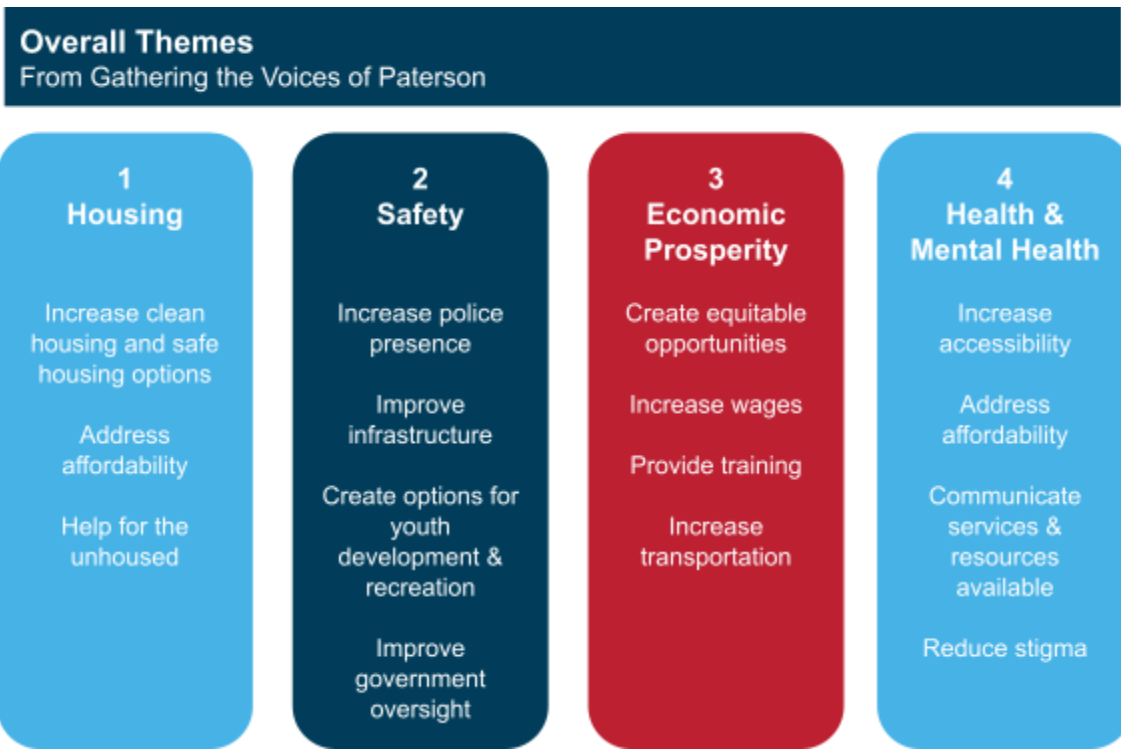 Overall Themes
From Gathering the Voices of Paterson
1
Housing
Increase clean
housing and safe
housing options
Address
affordability
Help for the
unhoused
2
Safety
Increase police
presence
Improve
infrastructure
Create options for
youth
development &
recreation
Improve
government
oversight
3
Economic
Prosperity
Create equitable
opportunities
Increase wages
Provide training
Increase
transportation
4
Health &
Mental Health
Increase
accessibility
Address
affordability
Communicate
services &
resources
available
Reduce stigma